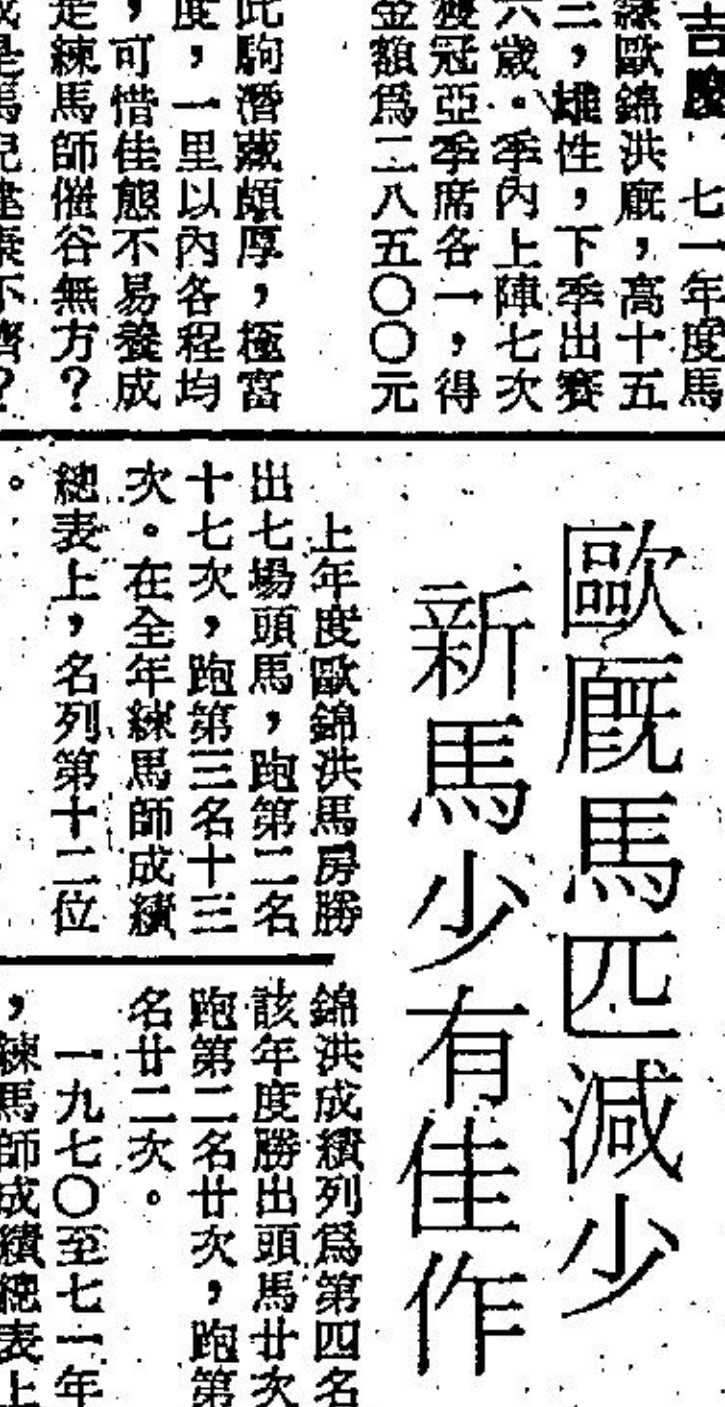 七一年度馬
歐錦洪廐，高十五
三，雄性，下季出賽
六歲。季內上陣七次
獲冠亞季席各一，得
金額爲二八五〇〇元
此駒潛藏頗厚，極富
度，一里以內各程均
，可惜佳態不易養成
是練馬師催谷無方？
是馬兒不濟？
歐厩馬匹減少
新馬少有佳作
上年度歐錦洪馬房勝
出七場頭馬，跑第二名
十七次，跑第三名十三
次。在全年練馬師成績
總表上，名列第十二位
。
錦洪成績列爲第四名
該年度勝出頭馬廿次
跑第二名廿次，跑第
名廿二次。
一九七〇至七一年
，練馬師成績總表上